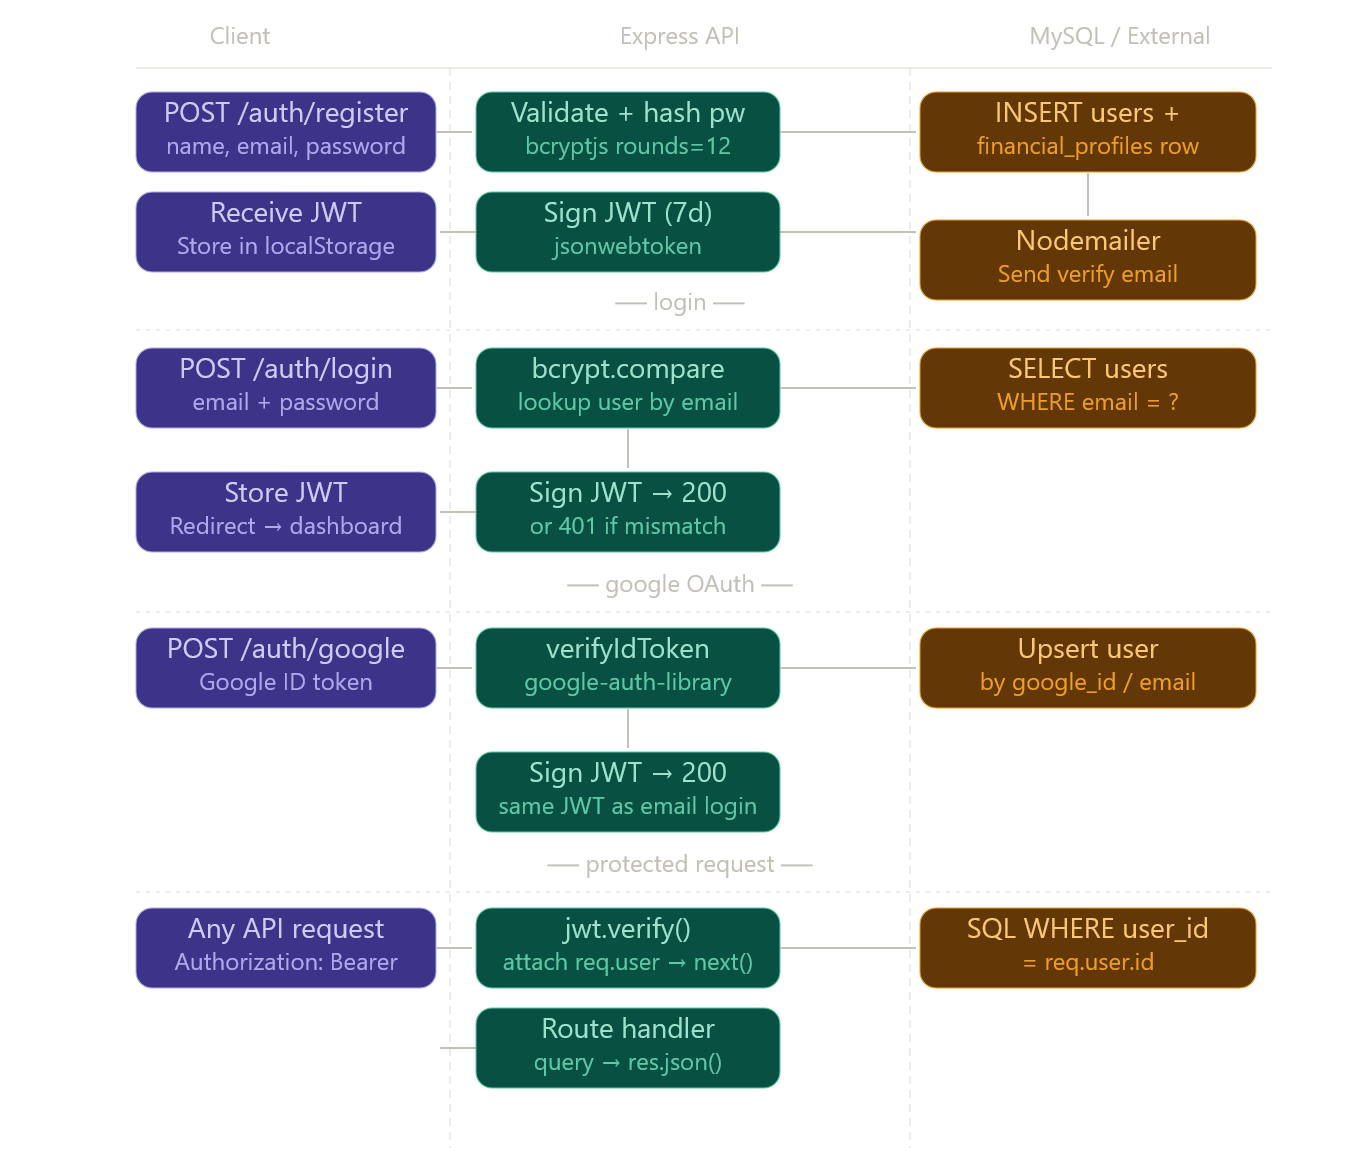 Client
Express API
MySQL / External
POST /auth/register
name, email, password
Validate + hash pw
bcryptjs rounds=12
INSERT users +
financial_profiles row
Receive JWT
Store in localStorage
Sign JWT (7d)
jsonwebtoken
Nodemailer
Send verify email
— login —
POST /auth/login
email + password
bcrypt.compare
lookup user by email
SELECT users
WHERE email = ?
Store JWT
Redirect → dashboard
Sign JWT → 200
or 401 if mismatch
— google OAuth —
POST /auth/google
Google ID token
verifyIdToken
google-auth-library
Upsert user
by google_id / email
Sign JWT → 200
same JWT as email login
— protected request —
Any API request
Authorization: Bearer
jwt.verify()
attach req.user → next()
SQL WHERE user_id
= req.user.id
Route handler
query → res.json()